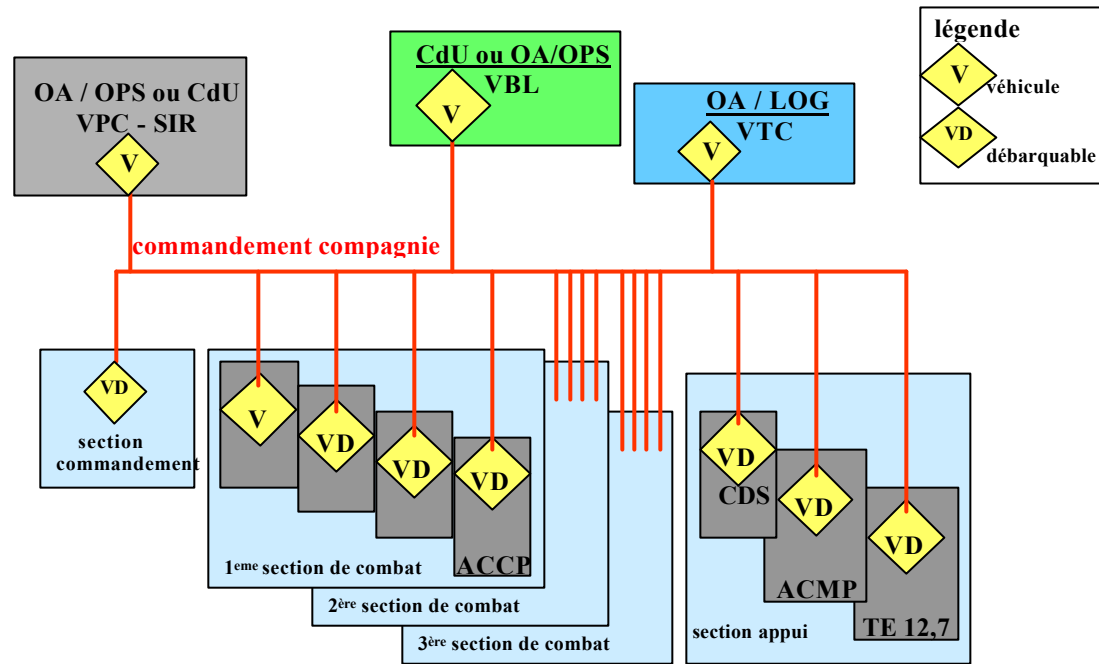 OA / OPS ou CdU
VPC - SIR
V
CdU ou OA/OPS
VBL
V
OA / LOG
VTC
V
légende
V
véhicule
VD
débarquable
commandement compagnie
VD
section
commandement
V
VD
VD
VD
ACCP
1eme section de combat
2ère section de combat
3ère section de combat
VD
CDS
VD
ACMP
VD
TE 12,7
section appui